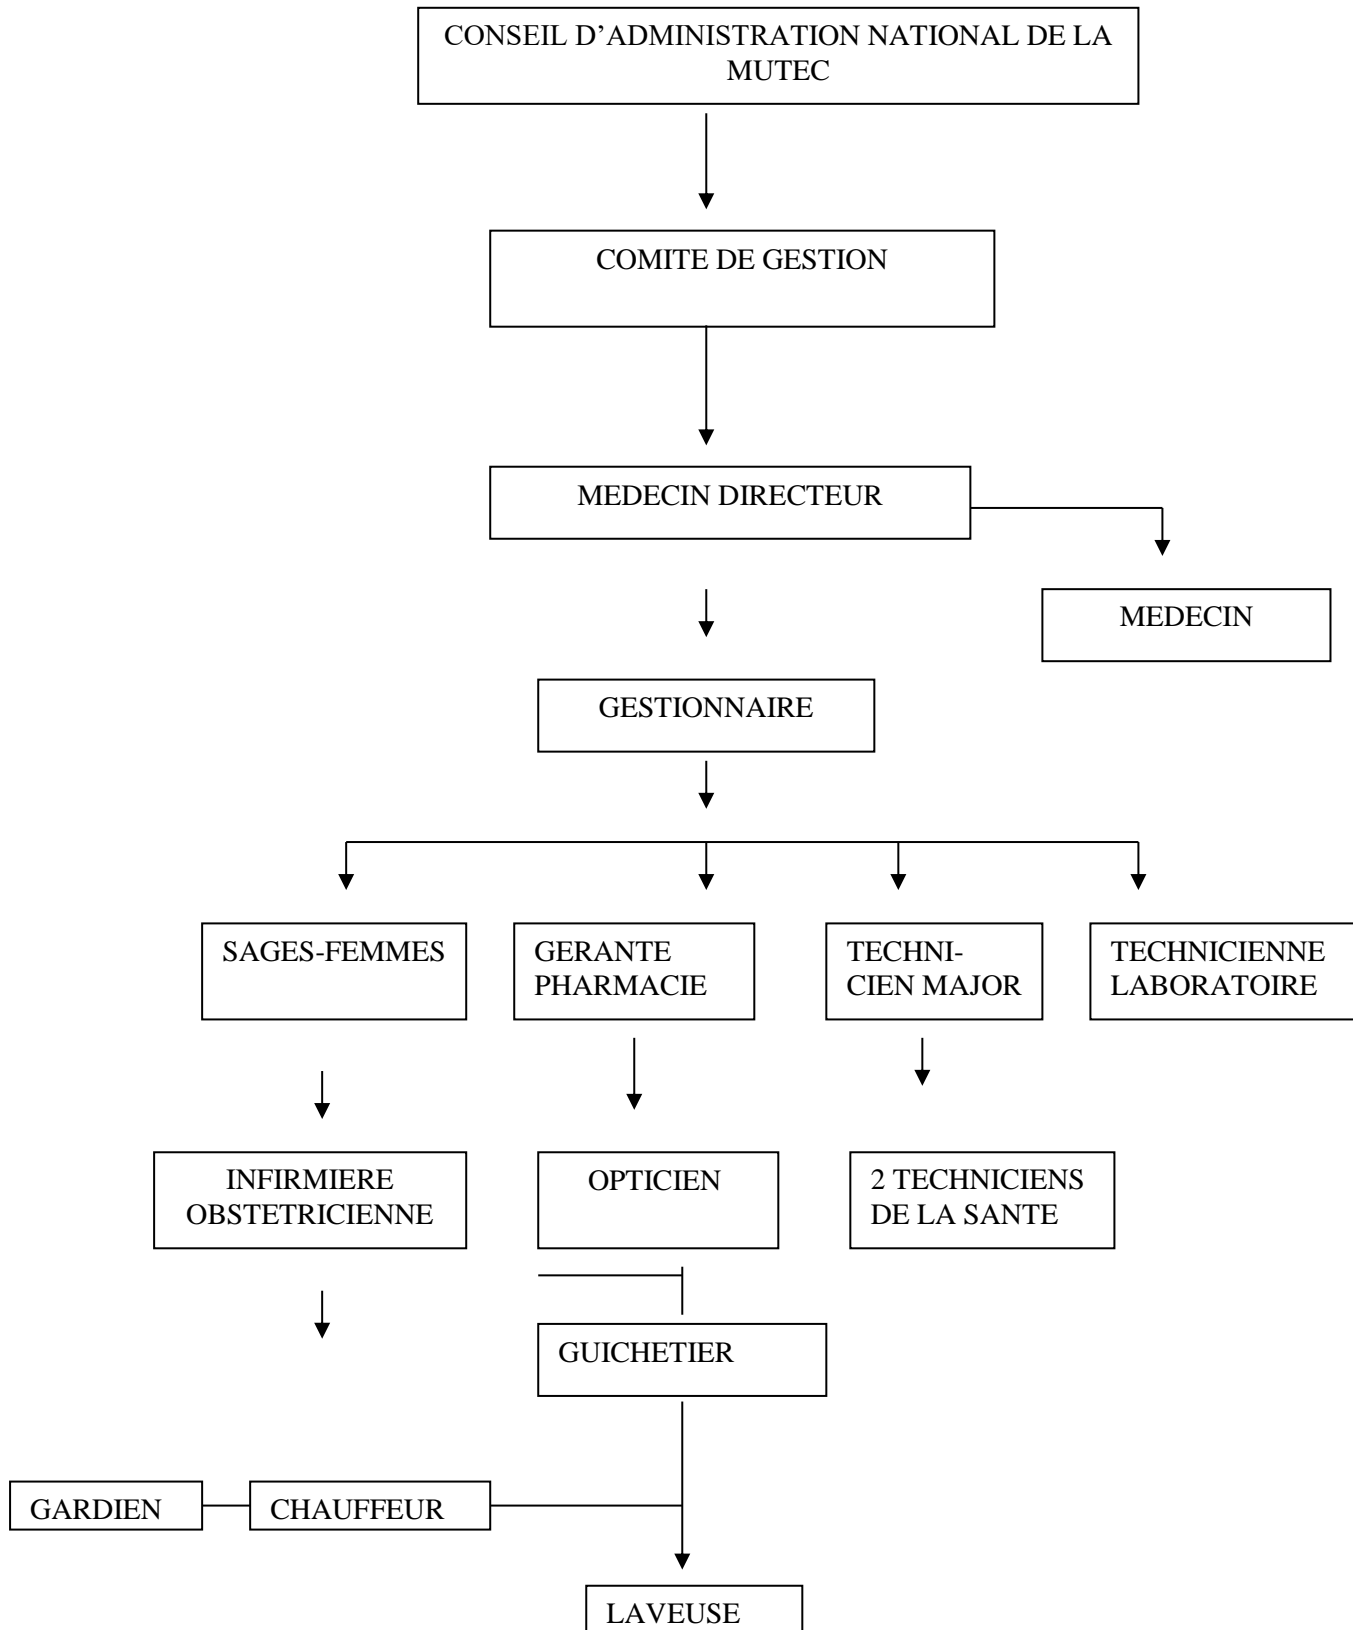 CONSEIL D’ADMINISTRATION NATIONAL DE LA
MUTEC
COMITE DE GESTION
MEDECIN DIRECTEUR
MEDECIN
GESTIONNAIRE
SAGES-FEMMES
GERANTE
PHARMACIE
TECHNI-
CIEN MAJOR
TECHNICIENNE
LABORATOIRE
INFIRMIERE
OBSTETRICIENNE
OPTICIEN
2 TECHNICIENS
DE LA SANTE
GUICHETIER
GARDIEN
CHAUFFEUR
LAVEUSE